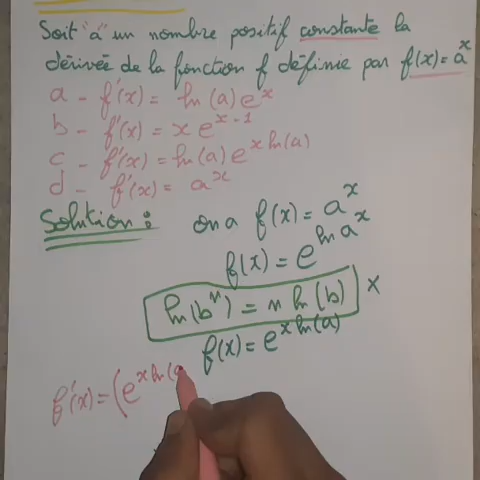 Soit "a" un nombre positif constante la
dérivée de la fonction f définie par f(x) = a^x
a - f'(x) = ln(a) e^x
b - f'(x) = x e^(x-1)
c - f'(x) = ln(a) e^(x ln(a))
d - f'(x) = a^x
Solution : on a f(x) = a^x
f(x) = e^(ln a^x)
ln(b^n) = n ln(b) x
f(x) = e^(x ln(a))
f'(x) = (e^(x ln(a